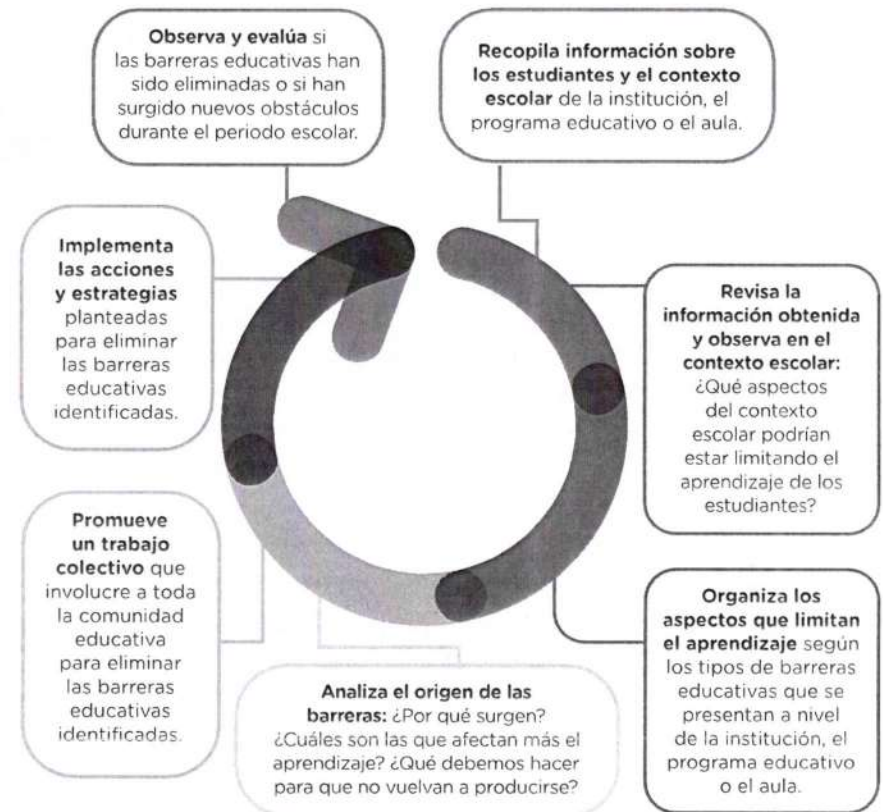 Observa y evalúa si
las barreras educativas han
sido eliminadas o si han
surgido nuevos obstáculos
durante el periodo escolar.
Recopila información sobre
los estudiantes y el contexto
escolar de la institución, el
programa educativo o el aula.
Implementa
las acciones
y estrategias
planteadas
para eliminar
las barreras
educativas
identificadas.
Revisa la
información obtenida
y observa en el
contexto escolar:
¿Qué aspectos
del contexto
escolar podrían
estar limitando el
aprendizaje de los
estudiantes?
Promueve
un trabajo
colectivo que
involucre a toda
la comunidad
educativa
para eliminar
las barreras
educativas
identificadas.
Analiza el origen de las
barreras: ¿Por qué surgen?
¿Cuáles son las que afectan más el
aprendizaje? ¿Qué debemos hacer
para que no vuelvan a producirse?
Organiza los
aspectos que limitan
el aprendizaje según
los tipos de barreras
educativas que se
presentan a nivel
de la institución, el
programa educativo
o el aula.